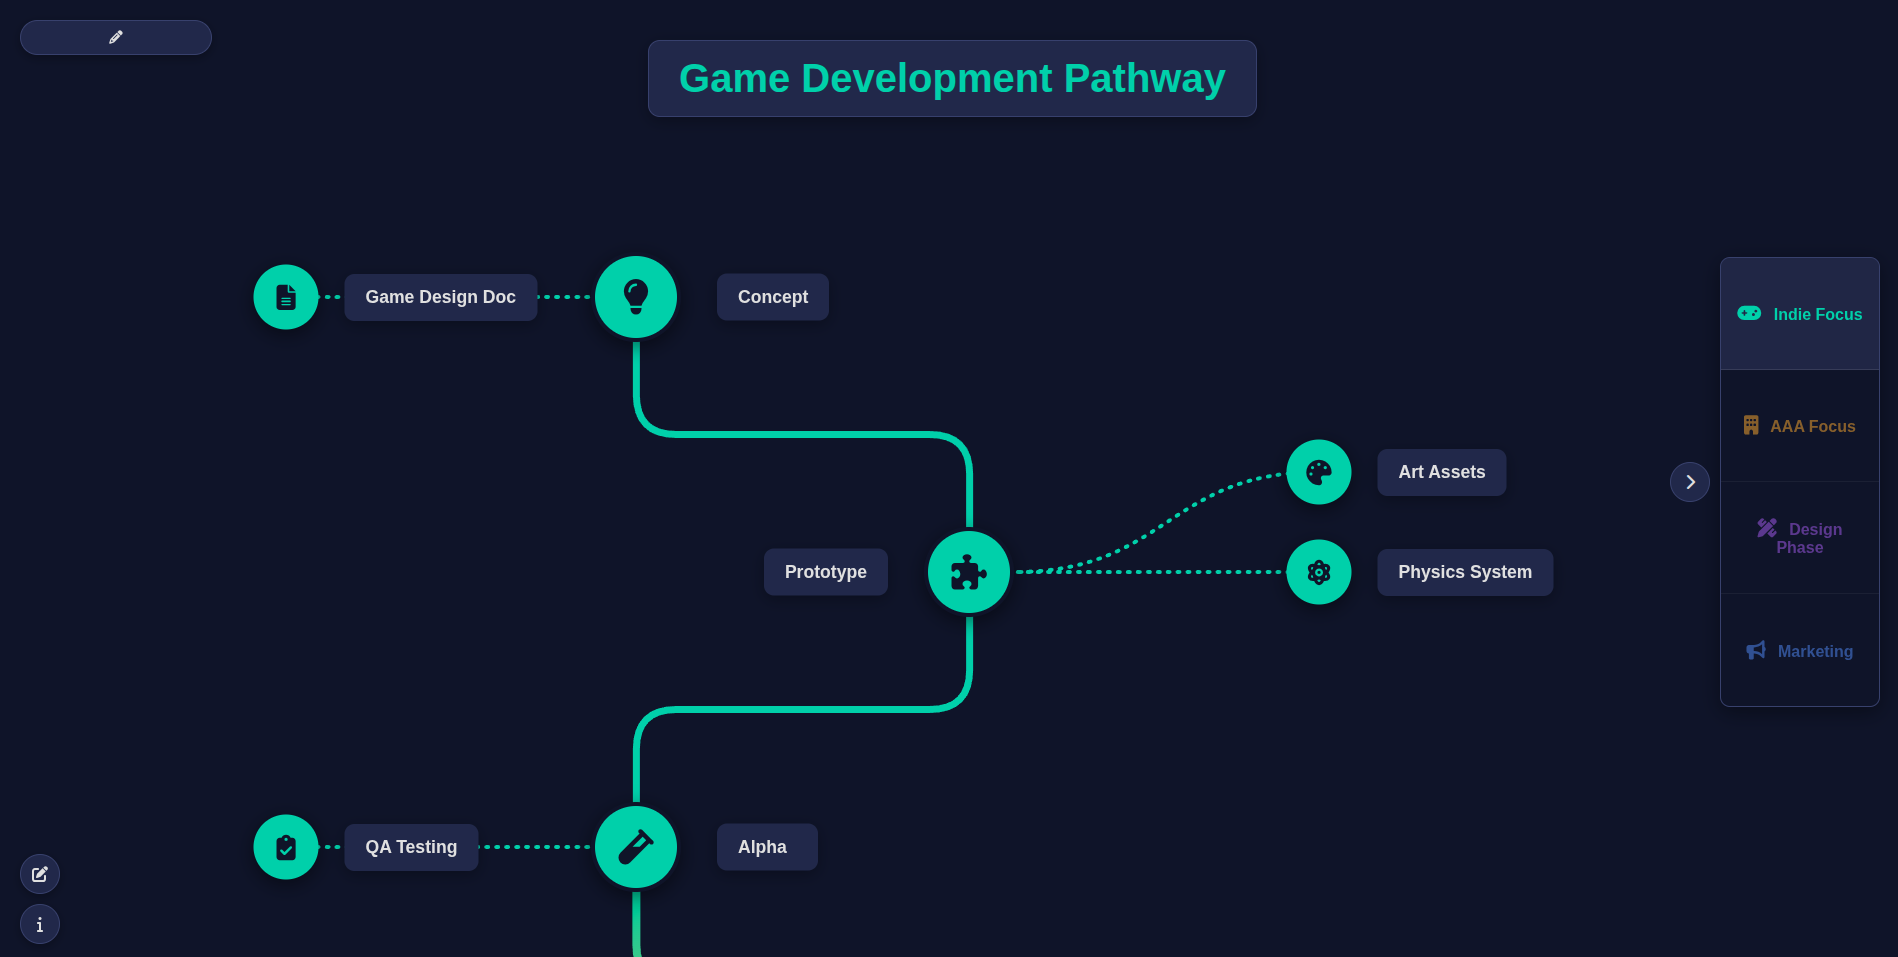 Game Development Pathway
Game Design Doc
Concept
Indie Focus
AAA Focus
Art Assets
Design
Phase
Prototype
Physics System
Marketing
QA Testing
Alpha